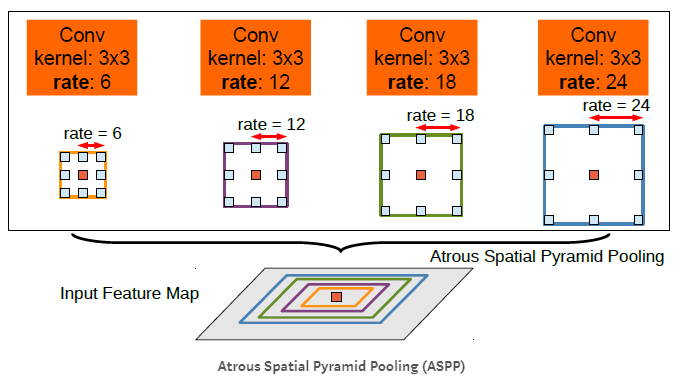 Conv
kernel: 3x3
rate: 6
Conv
kernel: 3x3
rate: 12
Conv
kernel: 3x3
rate: 18
Conv
kernel: 3x3
rate: 24
rate = 6
rate = 12
rate = 18
rate = 24
Atrous Spatial Pyramid Pooling
Input Feature Map
Atrous Spatial Pyramid Pooling (ASPP)